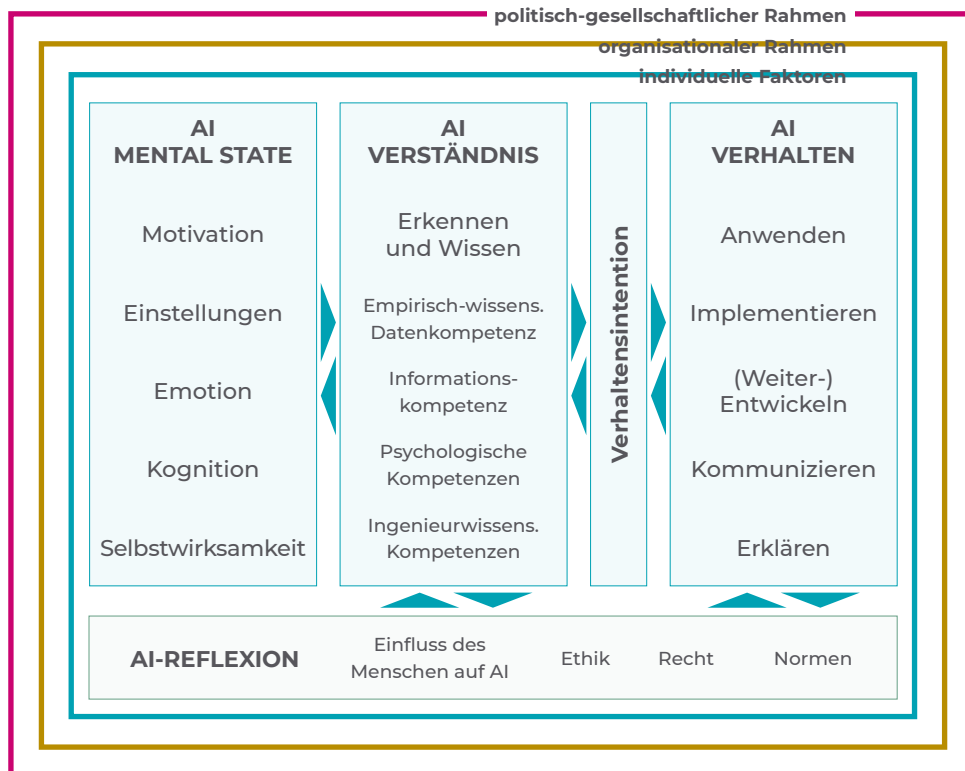 politisch-gesellschaftlicher Rahmen
organisationaler Rahmen
individuelle Faktoren
AI
MENTAL STATE
Motivation
Einstellungen
Emotion
Kognition
Selbstwirksamkeit
AI
VERSTÄNDNIS
Erkennen
und Wissen
Empirisch-wissens.
Datenkompetenz
Informations-
kompetenz
Psychologische
Kompetenzen
Ingenieurwissens.
Kompetenzen
Verhaltensintention
AI
VERHALTEN
Anwenden
Implementieren
(Weiter-)
Entwickeln
Kommunizieren
Erklären
AI-REFLEXION
Einfluss des
Menschen auf AI
Ethik
Recht
Normen